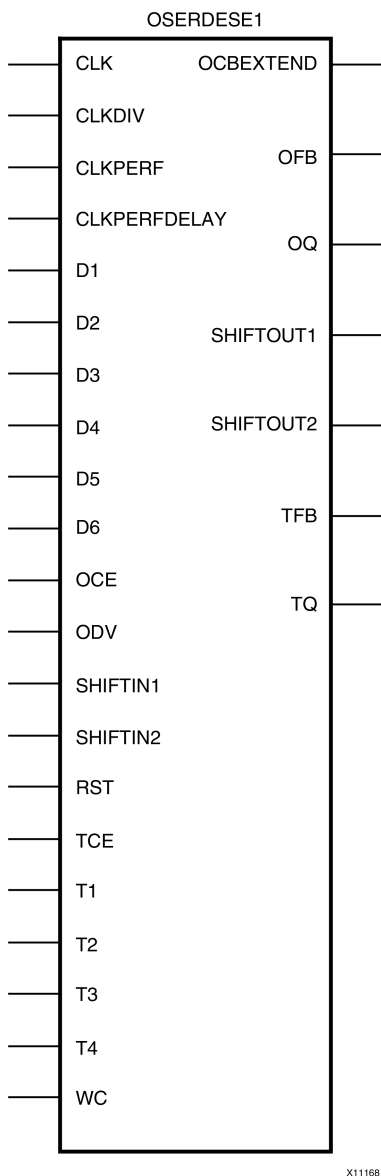 OSERDESE1
CLK
OCBEXTEND
CLKDIV
OFB
CLKPERF
CLKPERFDELAY
OQ
D1
D2
SHIFTOUT1
D3
D4
SHIFTOUT2
D5
D6
TFB
OCE
TQ
ODV
SHIFTIN1
SHIFTIN2
RST
TCE
T1
T2
T3
T4
WC
X11168